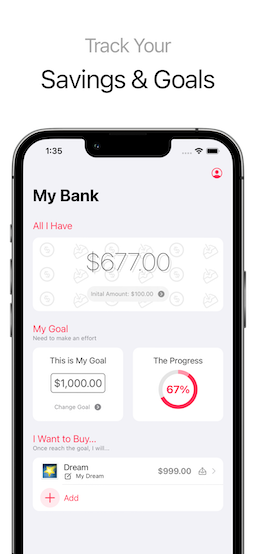 Track Your
Savings & Goals
1:35
My Bank
All I Have
$677.00
Initial Amount: $100.00
My Goal
Need to make an effort
This is My Goal
$1,000.00
Change Goal
The Progress
67%
I Want to Buy...
Once reach the goal, I will...
Dream
My Dream
$999.00
Add